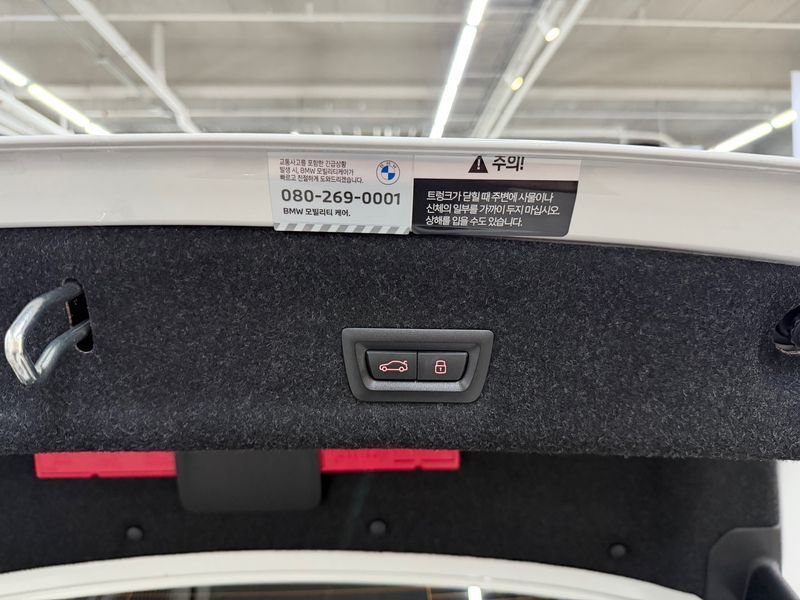 교통사고를 포함한 긴급상황
발생 시, BMW 모빌리티케어가
빠르고 친절하게 도와드리겠습니다.
BMW
080-269-0001
BMW 모빌리티 케어.
주의!
트렁크가 닫힐 때 주변에 사물이나
신체의 일부를 가까이 두지 마십시오.
상해를 입을 수도 있습니다.